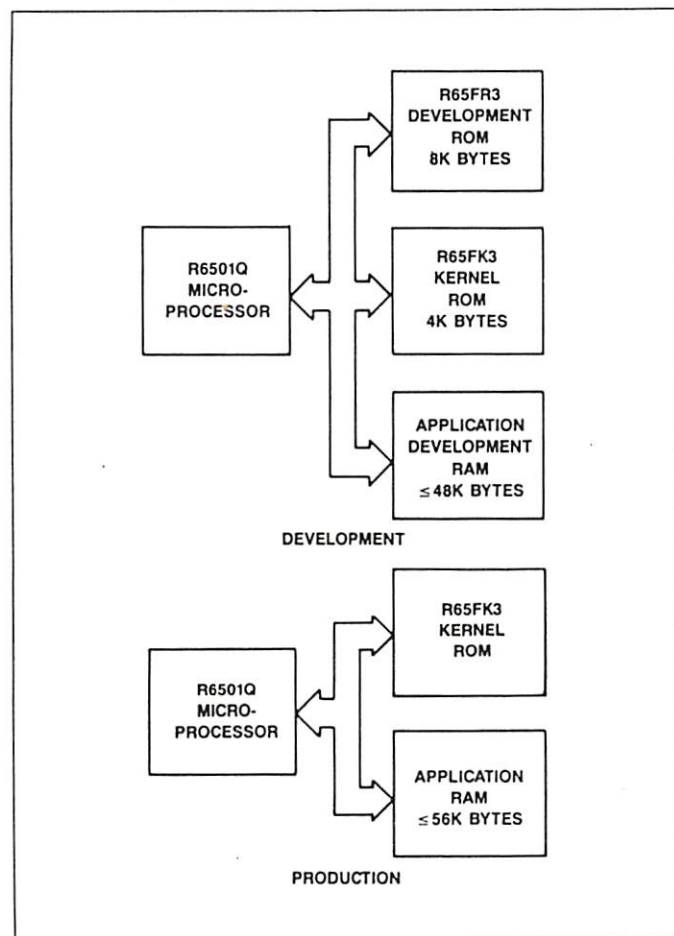 R65FR3
DEVELOPMENT
ROM
8K BYTES
R6501Q
MICRO-
PROCESSOR
R65FK3
KERNEL
ROM
4K BYTES
APPLICATION
DEVELOPMENT
RAM
≤48K BYTES
DEVELOPMENT
R65FK3
KERNEL
ROM
R6501Q
MICRO-
PROCESSOR
APPLICATION
RAM
≤56K BYTES
PRODUCTION